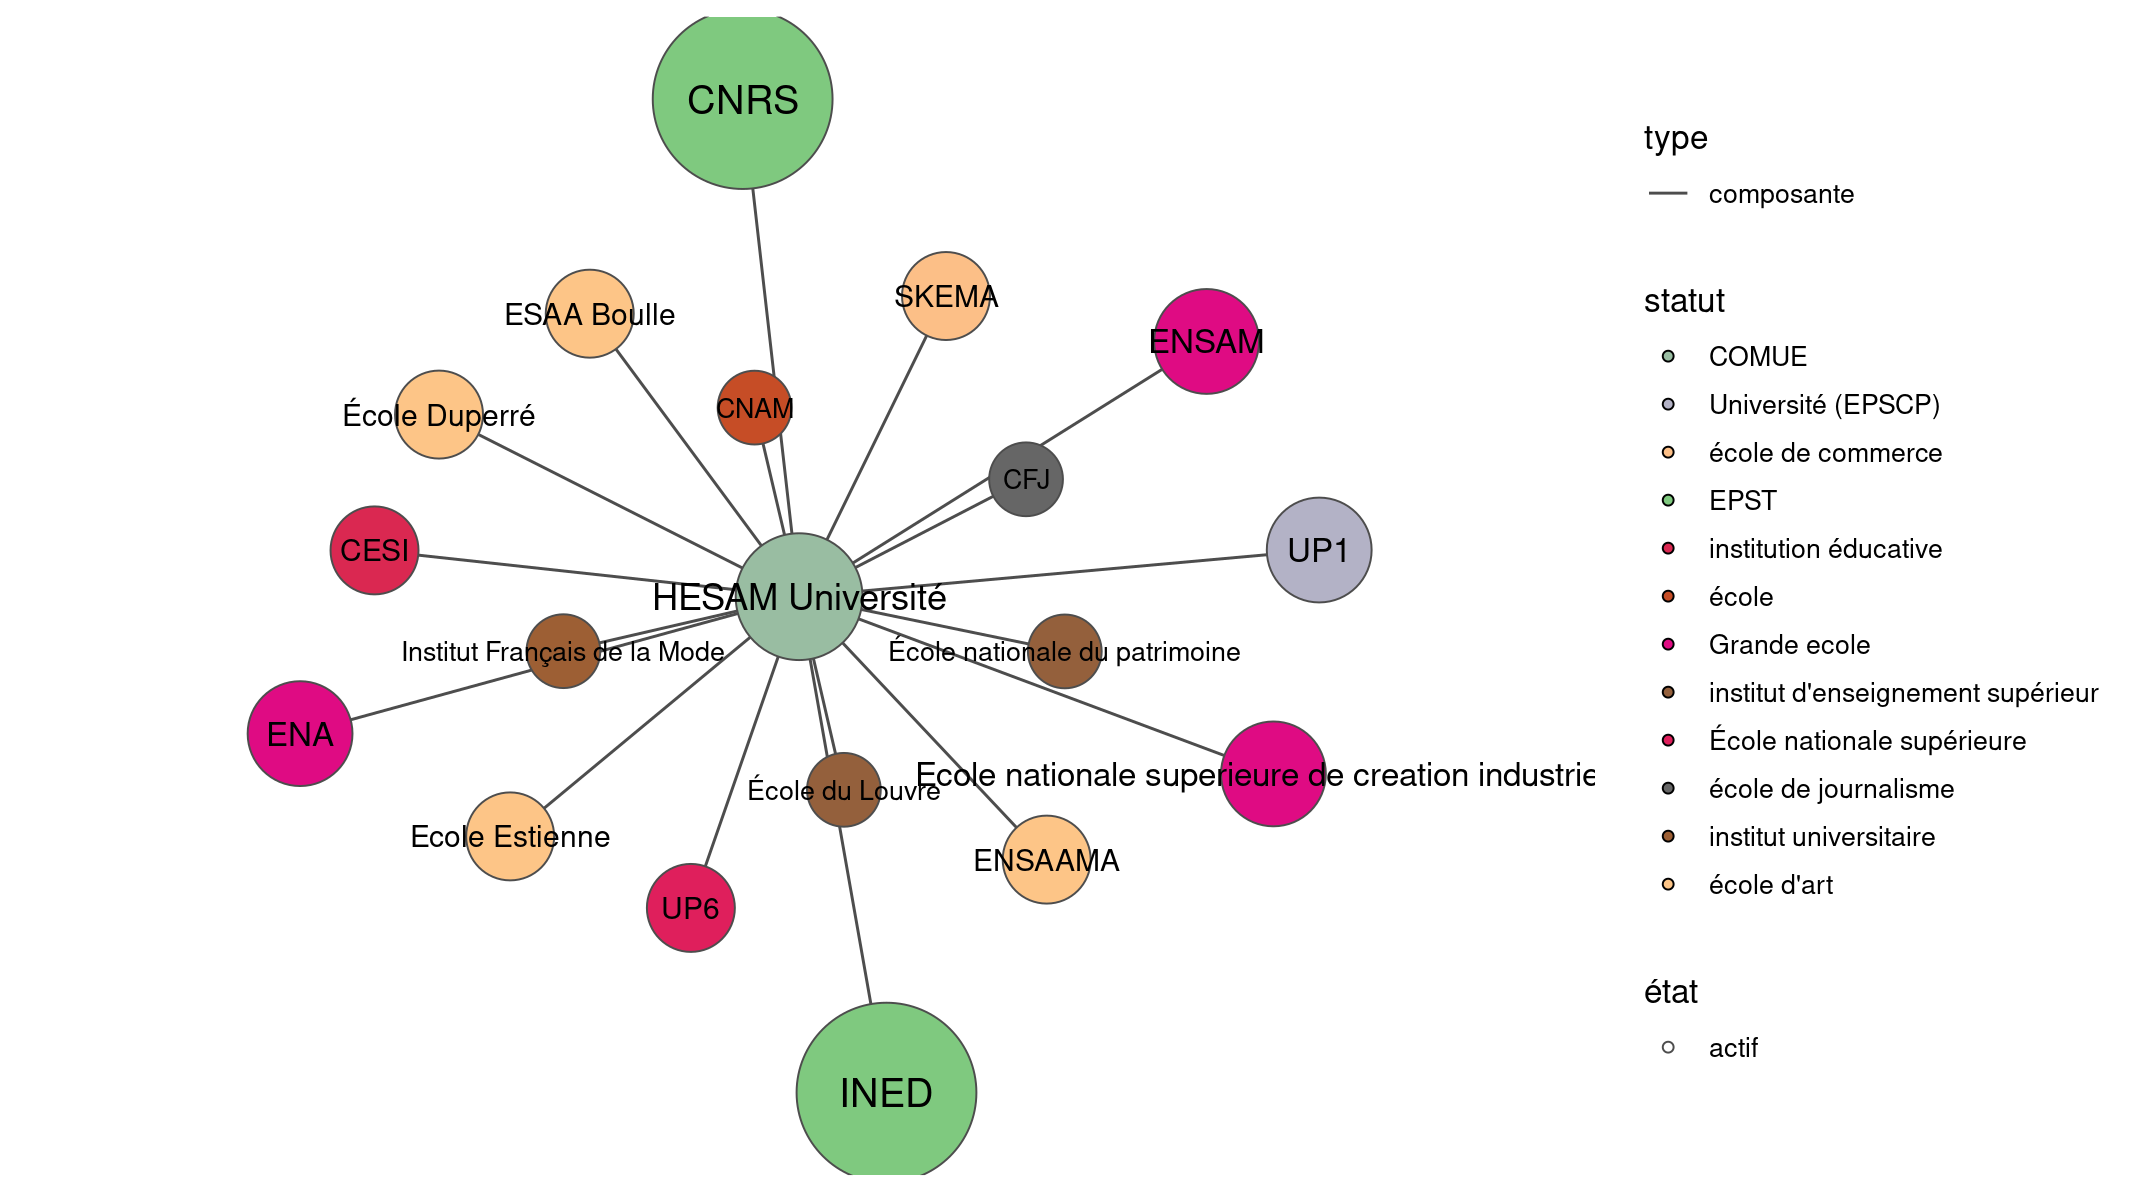 CNRS
ESAA Boulle
SKEMA
ENSAM
École Duperré
CNAM
CFJ
CESI
UP1
HESAM Université
Institut Français de la Mode
École nationale du patrimoine
ENA
École du Louvre
Ecole nationale superieure de creation industrie
Ecole Estienne
ENSAAMA
UP6
INED
type
composante
statut
COMUE
Université (EPSCP)
école de commerce
EPST
institution éducative
école
Grande ecole
institut d'enseignement supérieur
École nationale supérieure
école de journalisme
institut universitaire
école d'art
état
actif